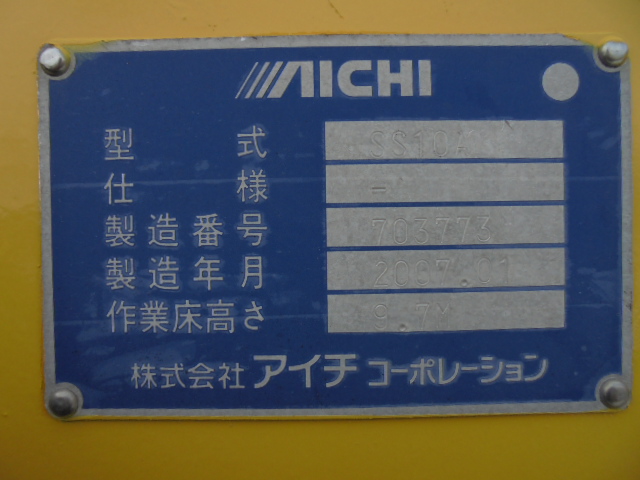 AICHI
型式 SS10A
仕様 =
製造番号 703773
製造年月 2007.01
作業床高さ 9.7M
株式会社 アイチ コーポレーション